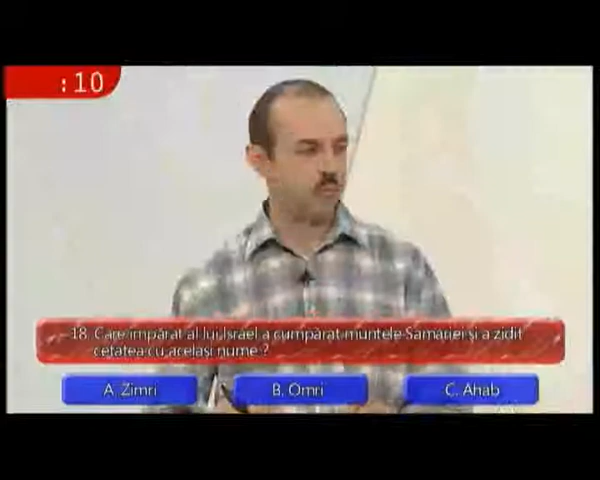 :10
18. Care împărat al lui Israel a cumpărat muntele Samariei și a zidit
cetatea cu același nume ?
A. Zimri
B. Omri
C. Ahab